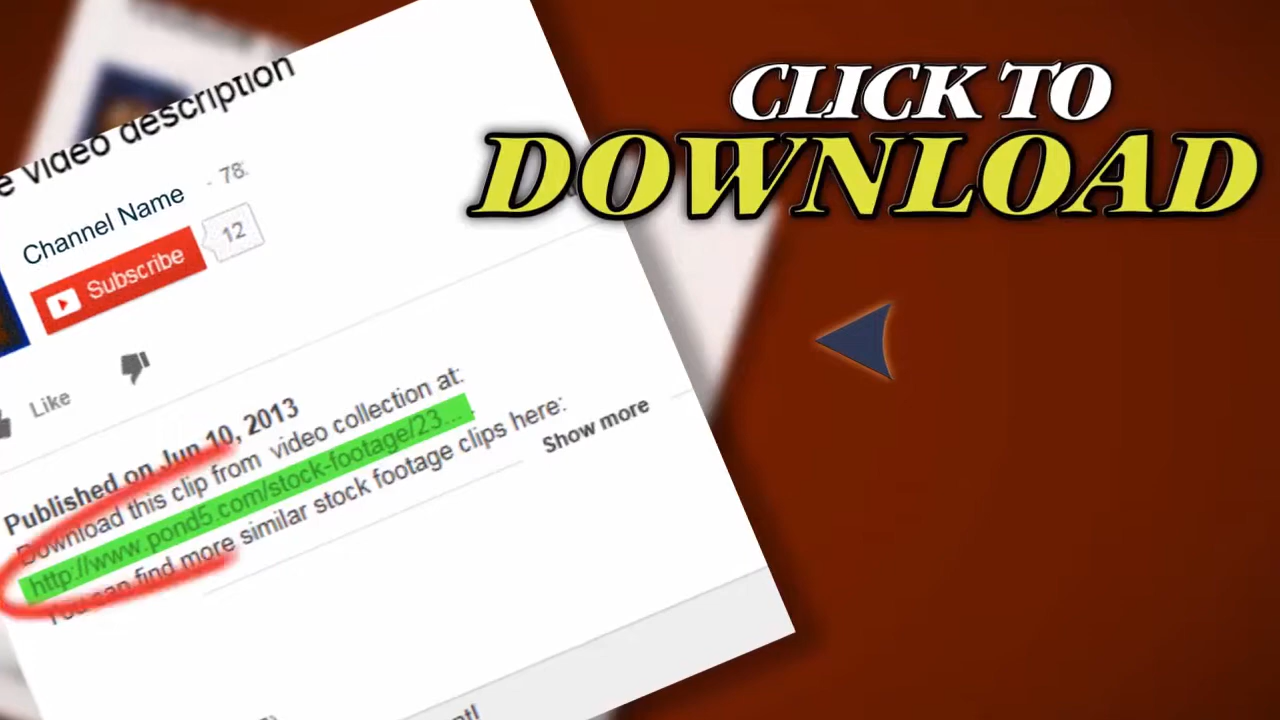 CLICK TO
DOWNLOAD
video description
Channel Name
78
Subscribe
12
Like
Published on Jun 10, 2013
Download this clip from video collection at:
http://www.pond5.com/stock-footage/23...
You can find more similar stock footage clips here:
Show more